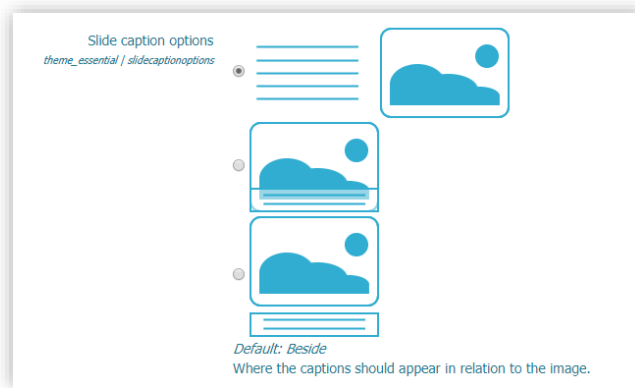 Slide caption options
theme_essential | slidecaptionoptions
Default: Beside
Where the captions should appear in relation to the image.